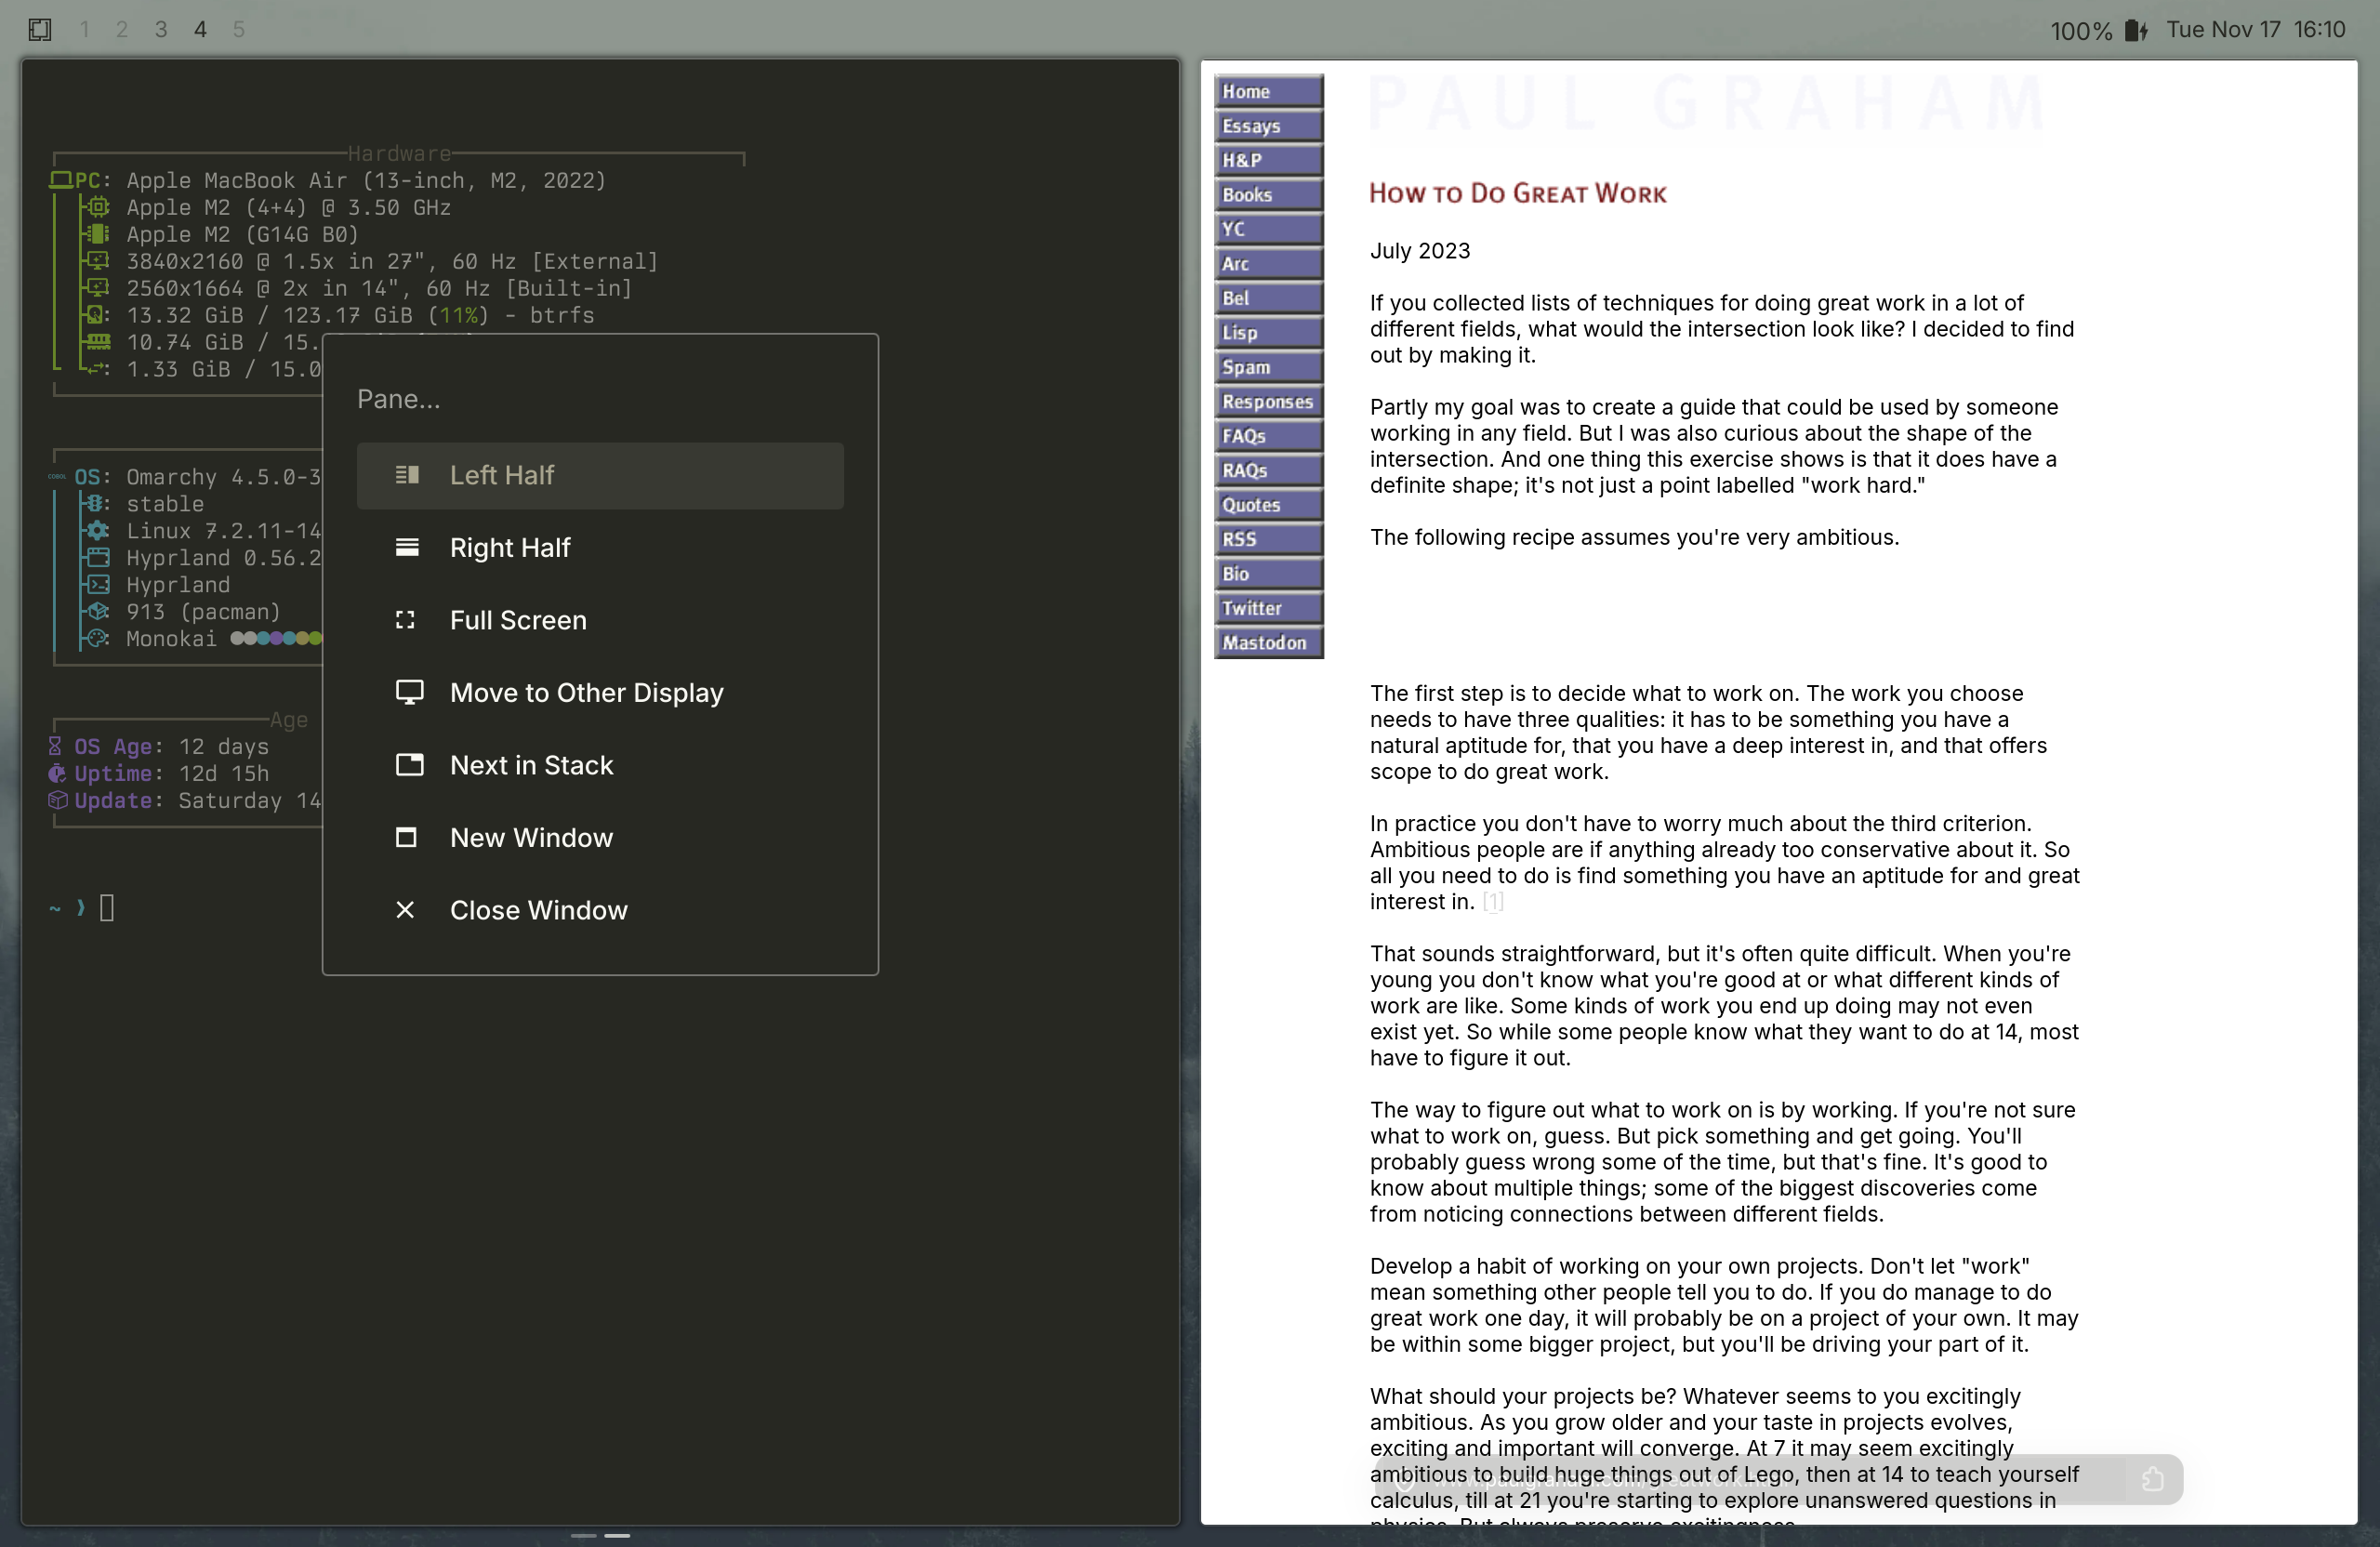 1 2 3 4 5
100% Tue Nov 17 16:10
Hardware
PC: Apple MacBook Air (13-inch, M2, 2022)
Apple M2 (4+4) @ 3.50 GHz
Apple M2 (G14G B0)
3840x2160 @ 1.5x in 27", 60 Hz [External]
2560x1664 @ 2x in 14", 60 Hz [Built-in]
: 13.32 GiB / 123.17 GiB (11%) - btrfs
10.74 GiB / 15.
: 1.33 GiB / 15.0
OS: Omarchy 4.5.0-3
: stable
Linux 7.2.11-14
Hyprland 0.56.2
Hyprland
913 (pacman)
Monokai
Age
OS Age: 12 days
Uptime: 12d 15h
Update: Saturday 14
~ ❯
Pane...
Left Half
Right Half
Full Screen
Move to Other Display
Next in Stack
New Window
Close Window
Home
Essays
H&P
Books
YC
Arc
Bel
Lisp
Spam
Responses
FAQs
RAQs
Quotes
RSS
Bio
Twitter
Mastodon
PAUL GRAHAM
How to Do Great Work
July 2023
If you collected lists of techniques for doing great work in a lot of
different fields, what would the intersection look like? I decided to find
out by making it.
Partly my goal was to create a guide that could be used by someone
working in any field. But I was also curious about the shape of the
intersection. And one thing this exercise shows is that it does have a
definite shape; it's not just a point labelled "work hard."
The following recipe assumes you're very ambitious.
The first step is to decide what to work on. The work you choose
needs to have three qualities: it has to be something you have a
natural aptitude for, that you have a deep interest in, and that offers
scope to do great work.
In practice you don't have to worry much about the third criterion.
Ambitious people are if anything already too conservative about it. So
all you need to do is find something you have an aptitude for and great
interest in. [1]
That sounds straightforward, but it's often quite difficult. When you're
young you don't know what you're good at or what different kinds of
work are like. Some kinds of work you end up doing may not even
exist yet. So while some people know what they want to do at 14, most
have to figure it out.
The way to figure out what to work on is by working. If you're not sure
what to work on, guess. But pick something and get going. You'll
probably guess wrong some of the time, but that's fine. It's good to
know about multiple things; some of the biggest discoveries come
from noticing connections between different fields.
Develop a habit of working on your own projects. Don't let "work"
mean something other people tell you to do. If you do manage to do
great work one day, it will probably be on a project of your own. It may
be within some bigger project, but you'll be driving your part of it.
What should your projects be? Whatever seems to you excitingly
ambitious. As you grow older and your taste in projects evolves,
exciting and important will converge. At 7 it may seem excitingly
ambitious to build huge things out of Lego, then at 14 to teach yourself
calculus, till at 21 you're starting to explore unanswered questions in
physics. But always preserve excitingness.